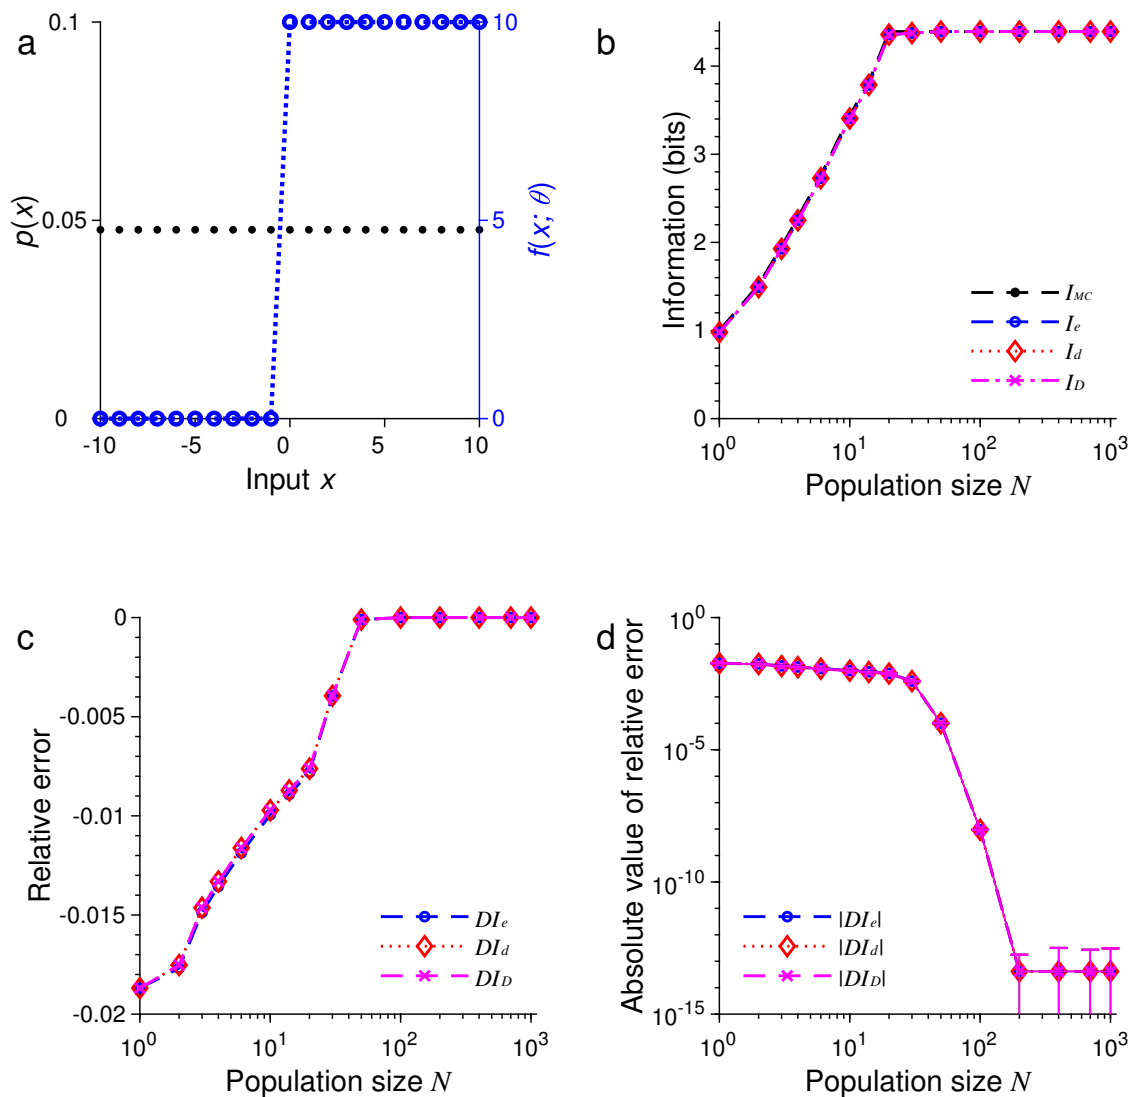 a
0.1
0.05
0
p(x)
10
5
0
f(x; θ)
-10
-5
0
5
10
Input x
b
4
3
2
1
0
Information (bits)
I_MC
I_e
I_d
I_D
10^0
10^1
10^2
10^3
Population size N
c
0
-0.005
-0.01
-0.015
-0.02
Relative error
DI_e
DI_d
DI_D
10^0
10^1
10^2
10^3
Population size N
d
10^0
10^-5
10^-10
10^-15
Absolute value of relative error
|DI_e|
|DI_d|
|DI_D|
10^0
10^1
10^2
10^3
Population size N